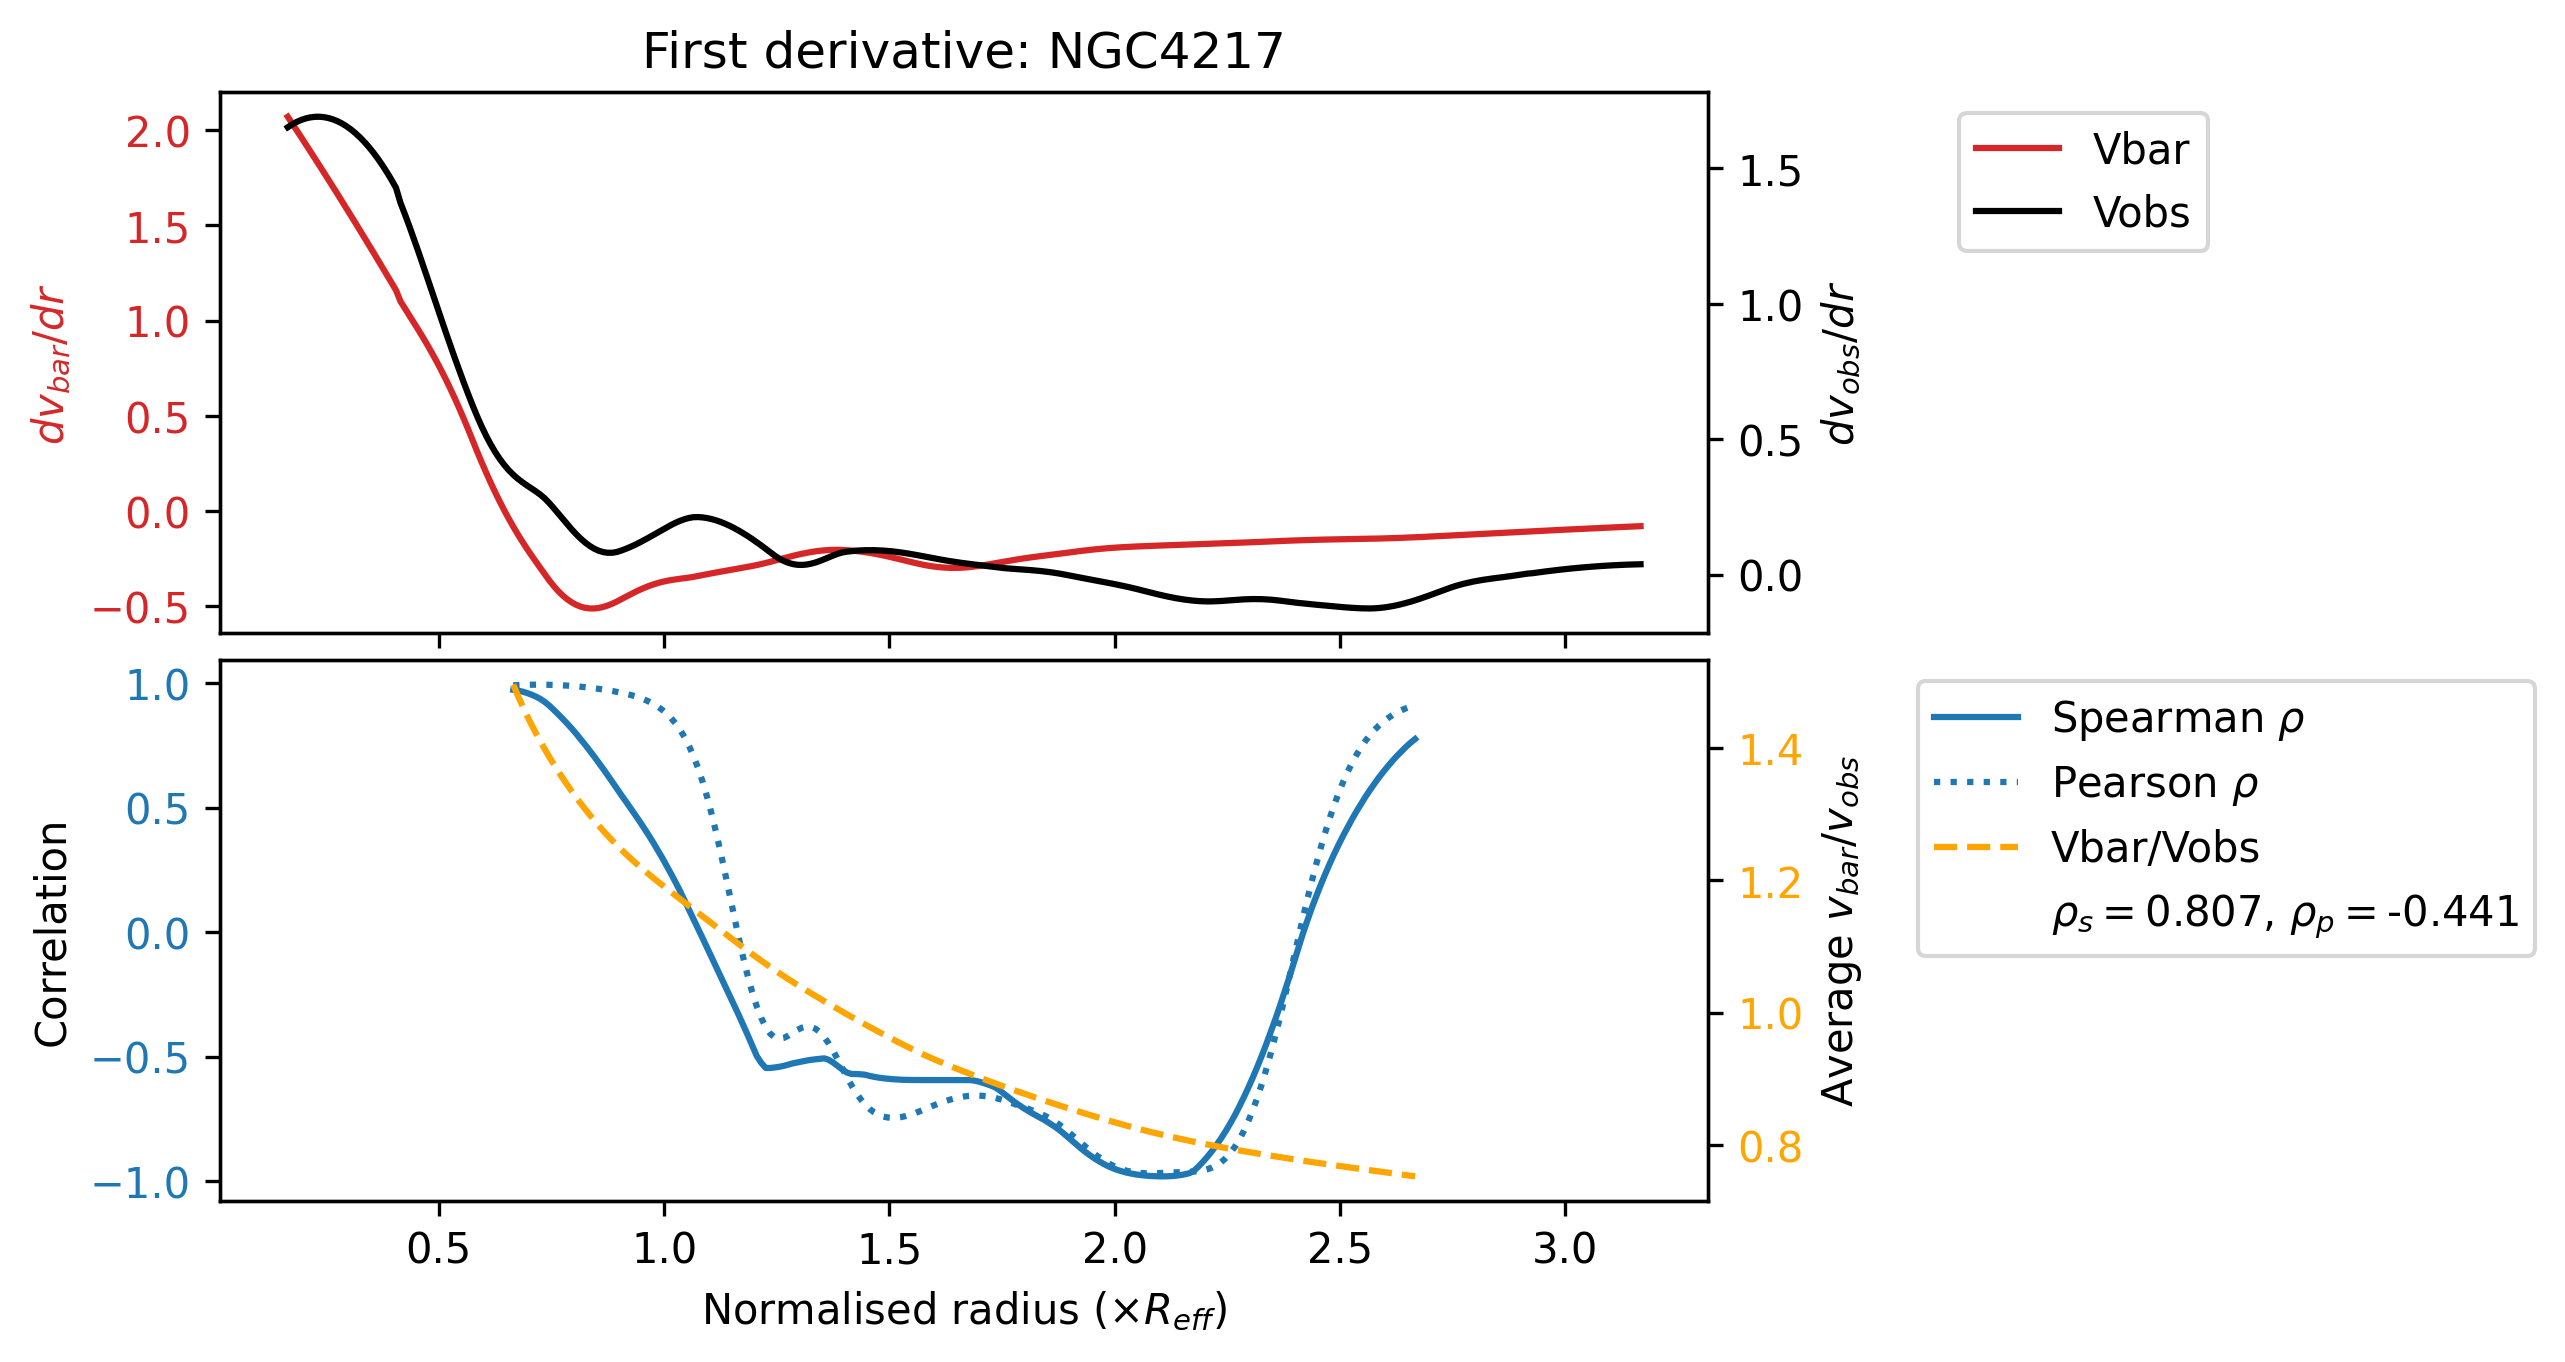 First derivative: NGC4217
2.0
1.5
1.0
0.5
0.0
−0.5
dv_bar/dr
1.5
1.0
0.5
0.0
dv_obs/dr
Vbar
Vobs
1.0
0.5
0.0
−0.5
−1.0
Correlation
1.4
1.2
1.0
0.8
Average v_bar/v_obs
Spearman ρ
Pearson ρ
Vbar/Vobs
ρ_s = 0.807, ρ_p = -0.441
0.5 1.0 1.5 2.0 2.5 3.0
Normalised radius (×R_eff)